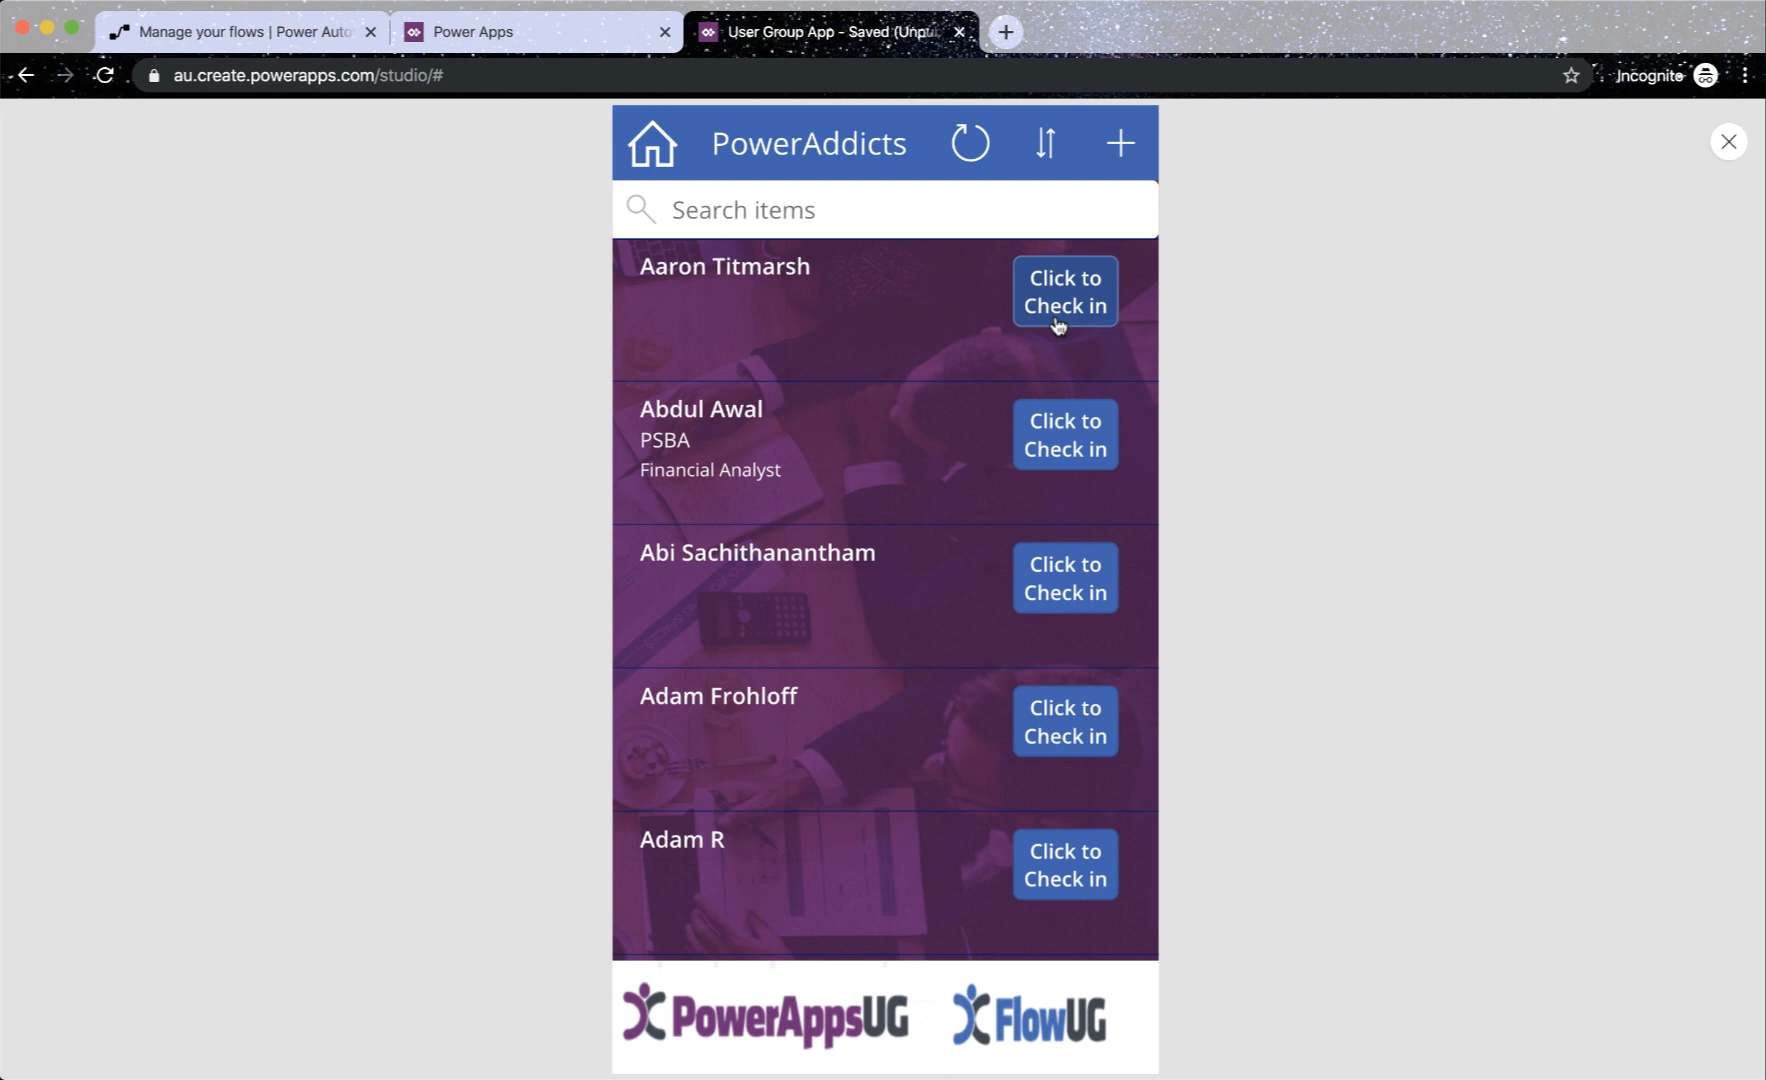 Manage your flows | Power Auto
Power Apps
User Group App - Saved (Unpu
au.create.powerapps.com/studio/#
Incognito
PowerAddicts
Search items
Aaron Titmarsh
Click to
Check in
Abdul Awal
PSBA
Financial Analyst
Click to
Check in
Abi Sachithanantham
Click to
Check in
Adam Frohloff
Click to
Check in
Adam R
Click to
Check in
PowerAppsUG
FlowUG